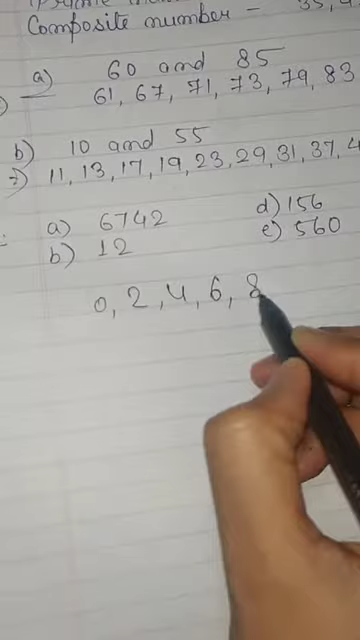 Composite number -
a) 60 and 85
61, 67, 71, 73, 79, 83
b) 10 and 55
11, 13, 17, 19, 23, 29, 31, 37, 4
a) 6742 d) 156
b) 12 e) 560
0, 2, 4, 6, 8